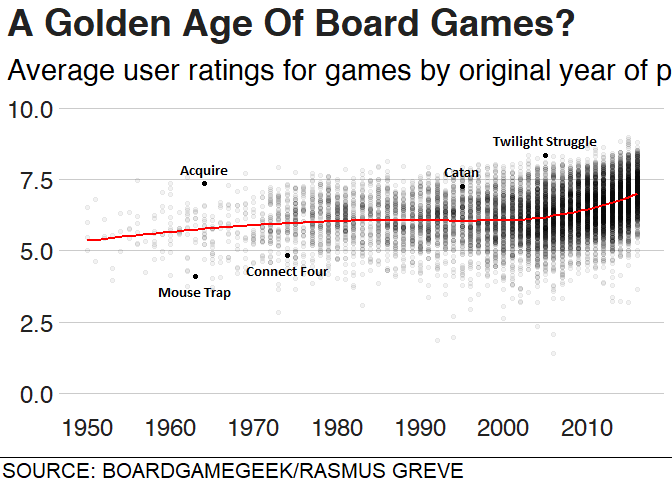 A Golden Age Of Board Games?
Average user ratings for games by original year of p
10.0
Twilight Struggle
Acquire
Catan
7.5
5.0
Connect Four
Mouse Trap
2.5
0.0
1950 1960 1970 1980 1990 2000 2010
SOURCE: BOARDGAMEGEEK/RASMUS GREVE